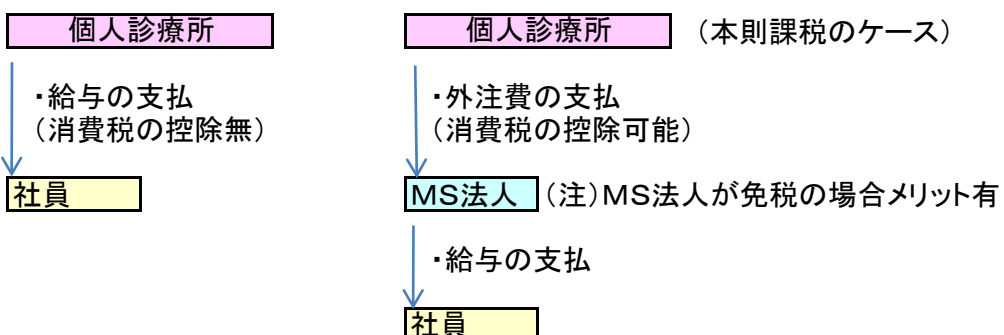 個人診療所
・給与の支払
（消費税の控除無）
社員
個人診療所 （本則課税のケース）
・外注費の支払
（消費税の控除可能）
ＭＳ法人 （注）ＭＳ法人が免税の場合メリット有
・給与の支払
社員